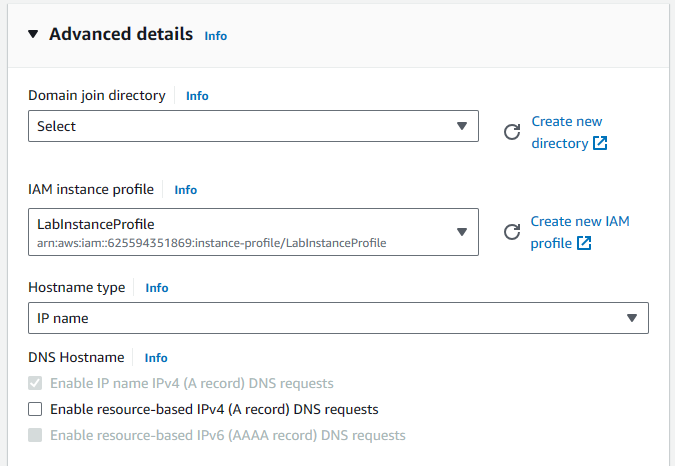 Advanced details Info
Domain join directory Info
Select
Create new
directory
IAM instance profile Info
LabInstanceProfile
arn:aws:iam::625594351869:instance-profile/LabInstanceProfile
Create new IAM
profile
Hostname type Info
IP name
DNS Hostname Info
Enable IP name IPv4 (A record) DNS requests
Enable resource-based IPv4 (A record) DNS requests
Enable resource-based IPv6 (AAAA record) DNS requests